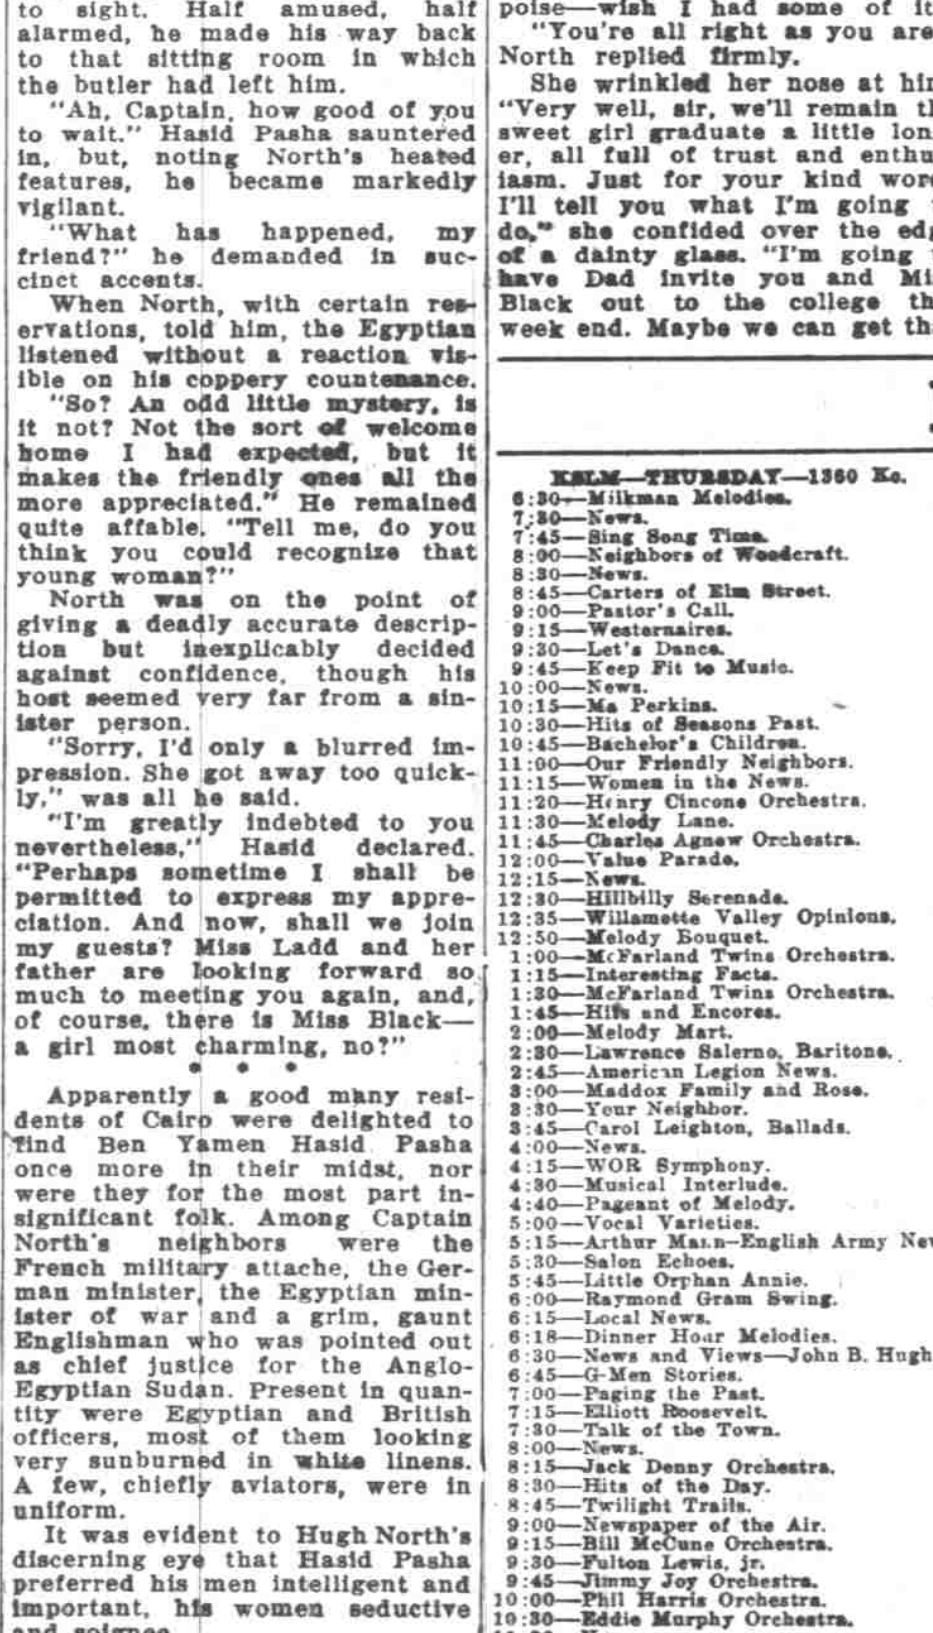 to sight. Half amused, half
alarmed, he made his way back
to that sitting room in which
the butler had left him.
"Ah, Captain, how good of you
to wait." Hasid Pasha sauntered
in, but, noting North's heated
features, he became markedly
vigilant.
"What has happened, my
friend?" he demanded in suc-
cinct accents.
When North, with certain res-
ervations, told him, the Egyptian
listened without a reaction vis-
ible on his coppery countenance.
"So? An odd little mystery, is
it not? Not the sort of welcome
home I had expected, but it
makes the friendly ones all the
more appreciated." He remained
quite affable. "Tell me, do you
think you could recognize that
young woman?"
North was on the point of
giving a deadly accurate descrip-
tion but inexplicably decided
against confidence, though his
host seemed very far from a sin-
ister person.
"Sorry, I'd only a blurred im-
pression. She got away too quick-
ly," was all he said.
"I'm greatly indebted to you
nevertheless," Hasid declared.
"Perhaps sometime I shall be
permitted to express my appre-
ciation. And now, shall we join
my guests? Miss Ladd and her
father are looking forward so
much to meeting you again, and,
of course, there is Miss Black—
a girl most charming, no?"
* * *
Apparently a good many resi-
dents of Cairo were delighted to
find Ben Yamen Hasid Pasha
once more in their midst, nor
were they for the most part in-
significant folk. Among Captain
North's neighbors were the
French military attache, the Ger-
man minister, the Egyptian min-
ister of war and a grim, gaunt
Englishman who was pointed out
as chief justice for the Anglo-
Egyptian Sudan. Present in quan-
tity were Egyptian and British
officers, most of them looking
very sunburned in white linens.
A few, chiefly aviators, were in
uniform.
It was evident to Hugh North's
discerning eye that Hasid Pasha
preferred his men intelligent and
important, his women seductive
and soignee
poise—wish I had some of it
"You're all right as you are
North replied firmly.
She wrinkled her nose at hi
"Very well, sir, we'll remain t
sweet girl graduate a little lon
er, all full of trust and enthu
iasm. Just for your kind wor
I'll tell you what I'm going
do," she confided over the ed
of a dainty glass. "I'm going
have Dad invite you and Mi
Black out to the college th
week end. Maybe we can get th
KSLM—THURSDAY—1360 Kc.
6:30—Milkman Melodies.
7:30—News.
7:45—Sing Song Time.
8:00—Neighbors of Woodcraft.
8:30—News.
8:45—Carters of Elm Street.
9:00—Pastor's Call.
9:15—Westernaires.
9:30—Let's Dance.
9:45—Keep Fit to Music.
10:00—News.
10:15—Ma Perkins.
10:30—Hits of Seasons Past.
10:45—Bachelor's Children.
11:00—Our Friendly Neighbors.
11:15—Women in the News.
11:20—Henry Cincone Orchestra.
11:30—Melody Lane.
11:45—Charles Agnew Orchestra.
12:00—Value Parade.
12:15—News.
12:30—Hillbilly Serenade.
12:35—Willamette Valley Opinions.
12:50—Melody Bouquet.
1:00—McFarland Twins Orchestra.
1:15—Interesting Facts.
1:30—McFarland Twins Orchestra.
1:45—Hits and Encores.
2:00—Melody Mart.
2:30—Lawrence Salerno, Baritone.
2:45—American Legion News.
3:00—Maddox Family and Rose.
3:30—Your Neighbor.
3:45—Carol Leighton, Ballads.
4:00—News.
4:15—WOR Symphony.
4:30—Musical Interlude.
4:40—Pageant of Melody.
5:00—Vocal Varieties.
5:15—Arthur Mann—English Army Ne
5:30—Salon Echoes.
5:45—Little Orphan Annie.
6:00—Raymond Gram Swing.
6:15—Local News.
6:18—Dinner Hour Melodies.
6:30—News and Views—John B. Hugh
6:45—G-Men Stories.
7:00—Paging the Past.
7:15—Elliott Roosevelt.
7:30—Talk of the Town.
8:00—News.
8:15—Jack Denny Orchestra.
8:30—Hits of the Day.
8:45—Twilight Trails.
9:00—Newspaper of the Air.
9:15—Bill McCune Orchestra.
9:30—Fulton Lewis, jr.
9:45—Jimmy Joy Orchestra.
10:00—Phil Harris Orchestra.
10:30—Eddie Murphy Orchestra.